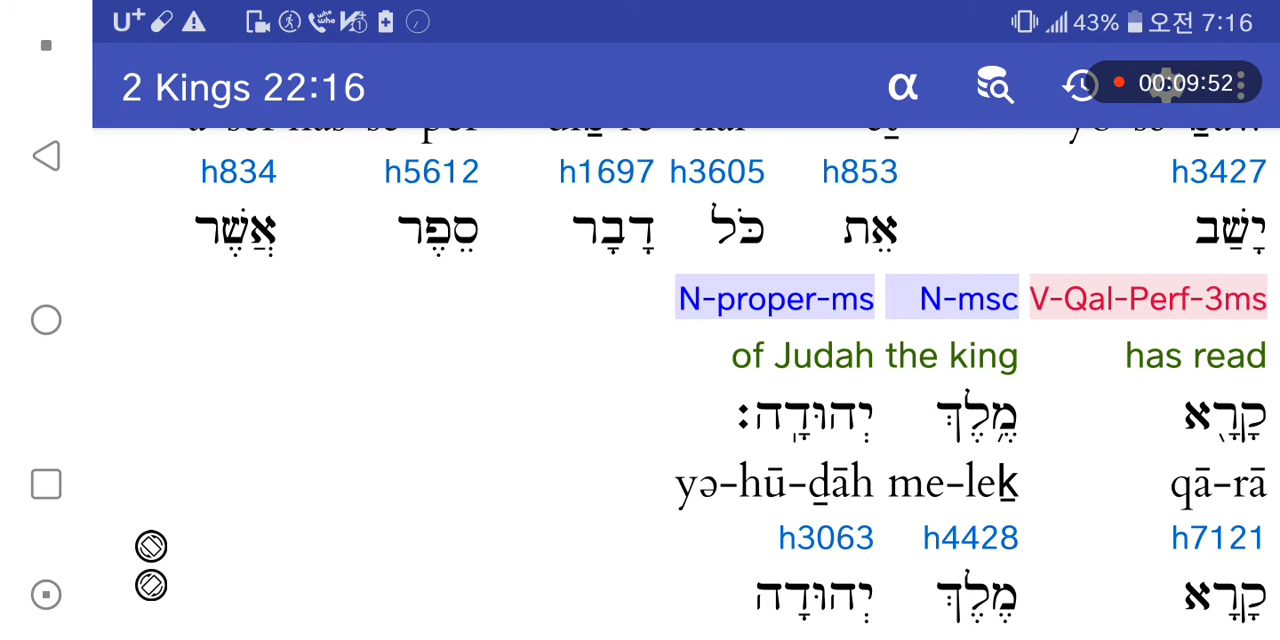 U+ 43% 오전 7:16
2 Kings 22:16 α 00:09:52
h834 h5612 h1697 h3605 h853 h3427
יָשַׁב אֵת כֹּל דָּבָר סֵפֶר אֲשֶׁר
N-proper-ms N-msc V-Qal-Perf-3ms
of Judah the king has read
קָרָ֖א מֶ֥לֶךְ יְהוּדָֽה׃
yə-hū-ḏāh me-leḵ qā-rā
h3063 h4428 h7121
קָרָא מֶלֶךְ יְהוּדָה